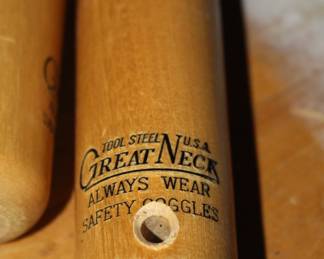 TOOL STEEL U.S.A.
GREAT NECK
ALWAYS WEAR
SAFETY GOGGLES